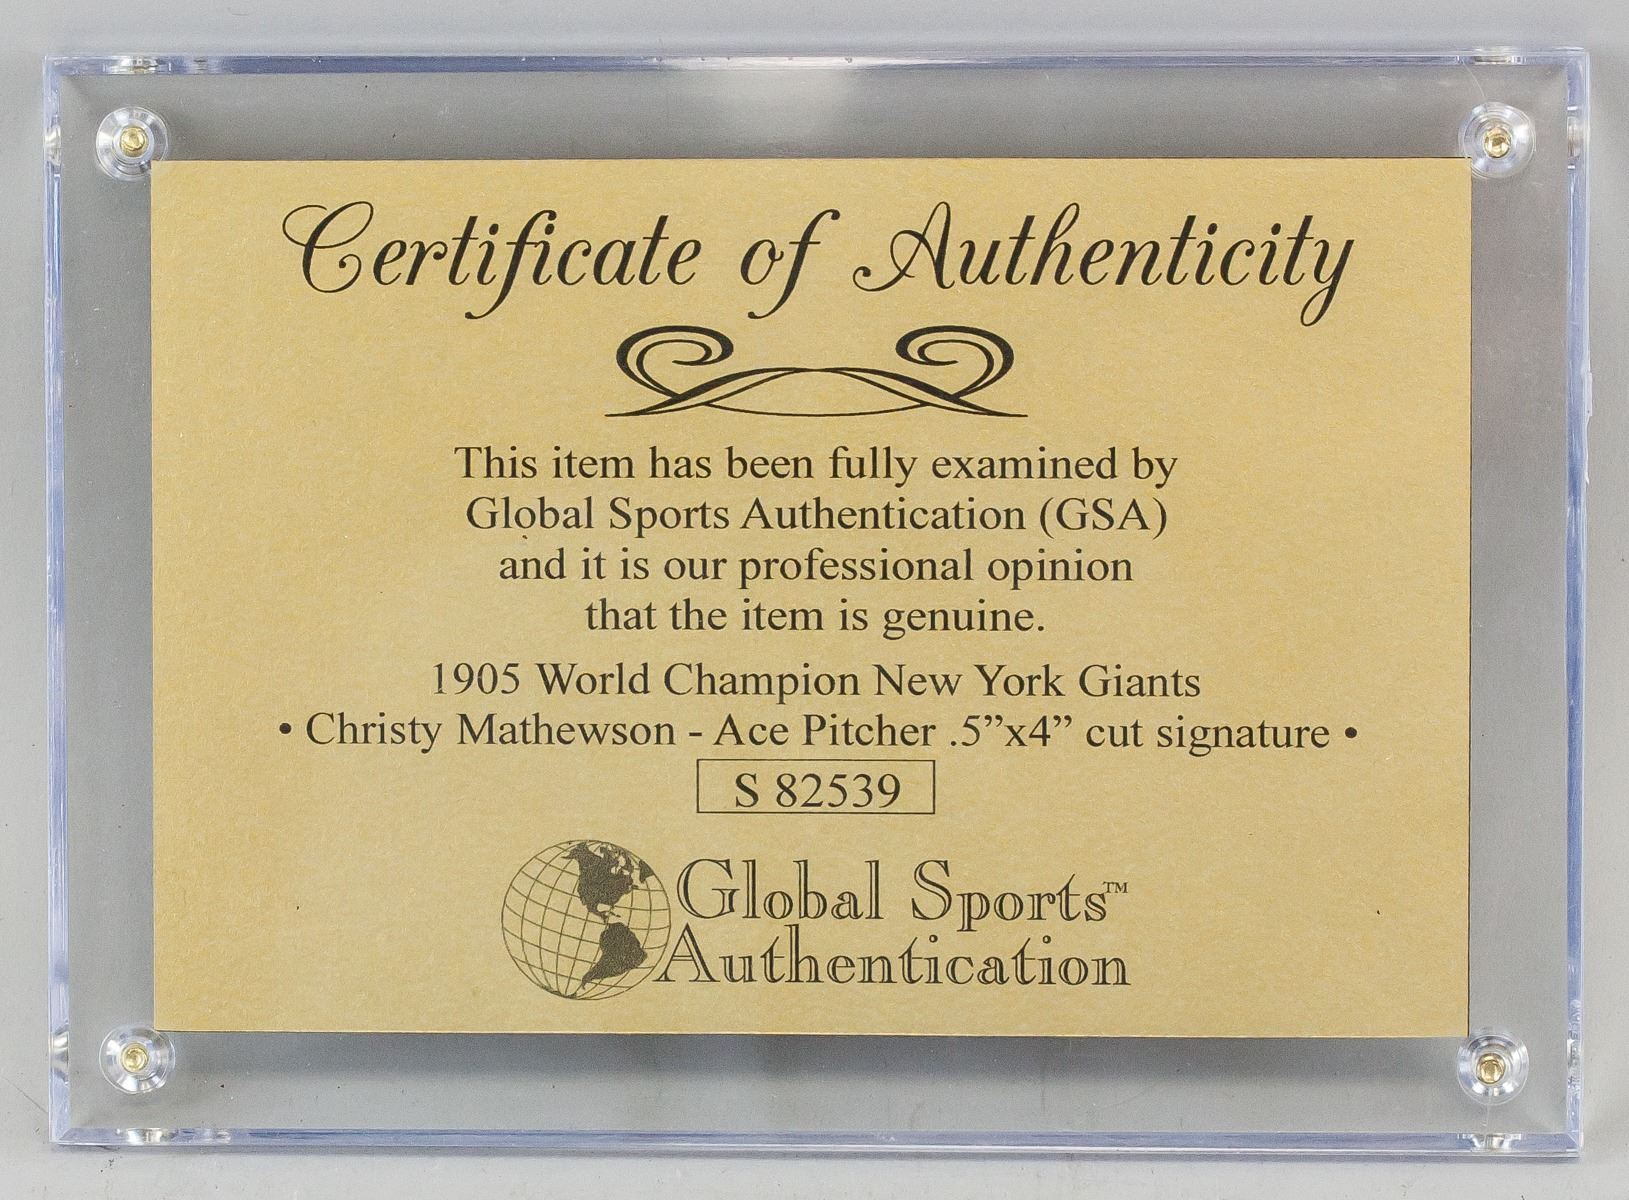 Certificate of Authenticity
This item has been fully examined by
Global Sports Authentication (GSA)
and it is our professional opinion
that the item is genuine.
1905 World Champion New York Giants
• Christy Mathewson - Ace Pitcher .5”x4” cut signature •
S 82539
Global Sports™
Authentication